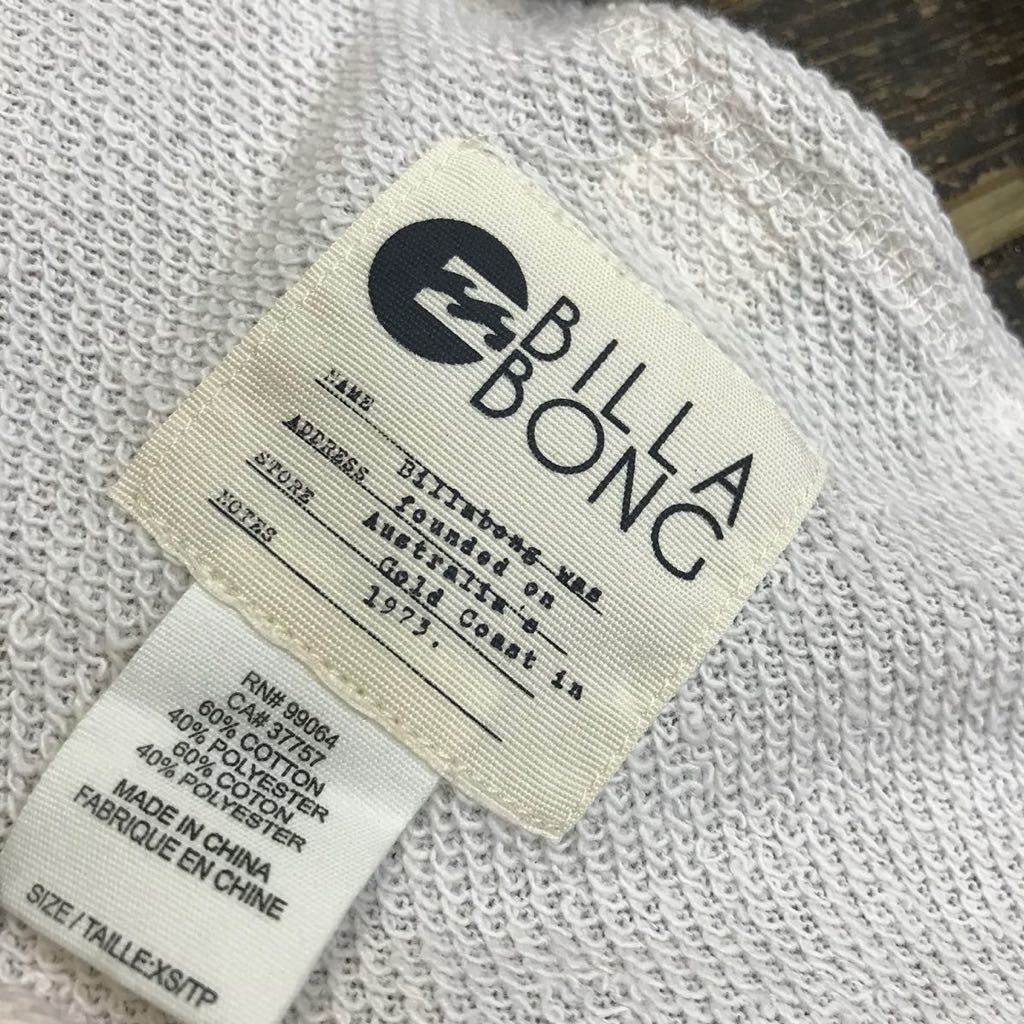 BILLA
BONG
NAME
Billabong was
ADDRESS
founded on
STORE
Australia's
NOTES
Gold Coast in
1973.
RN# 99064
CA# 37757
60% COTTON
40% POLYESTER
60% COTON
40% POLYESTER
MADE IN CHINA
FABRIQUE EN CHINE
SIZE / TAILLE:XS/TP